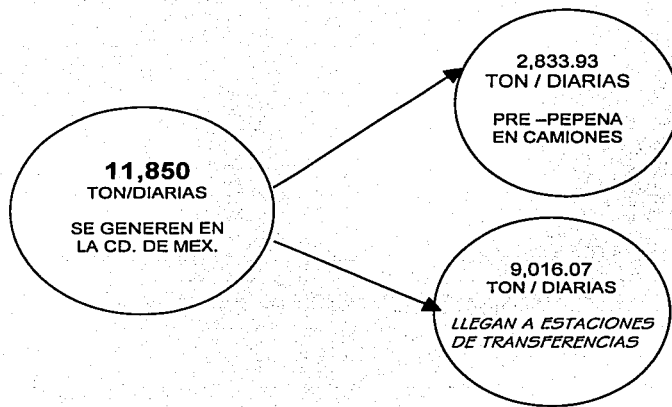 11,850
TON/DIARIAS
SE GENEREN EN
LA CD. DE MEX.
2,833.93
TON / DIARIAS
PRE –PEPENA
EN CAMIONES
9,016.07
TON / DIARIAS
LLEGAN A ESTACIONES
DE TRANSFERENCIAS